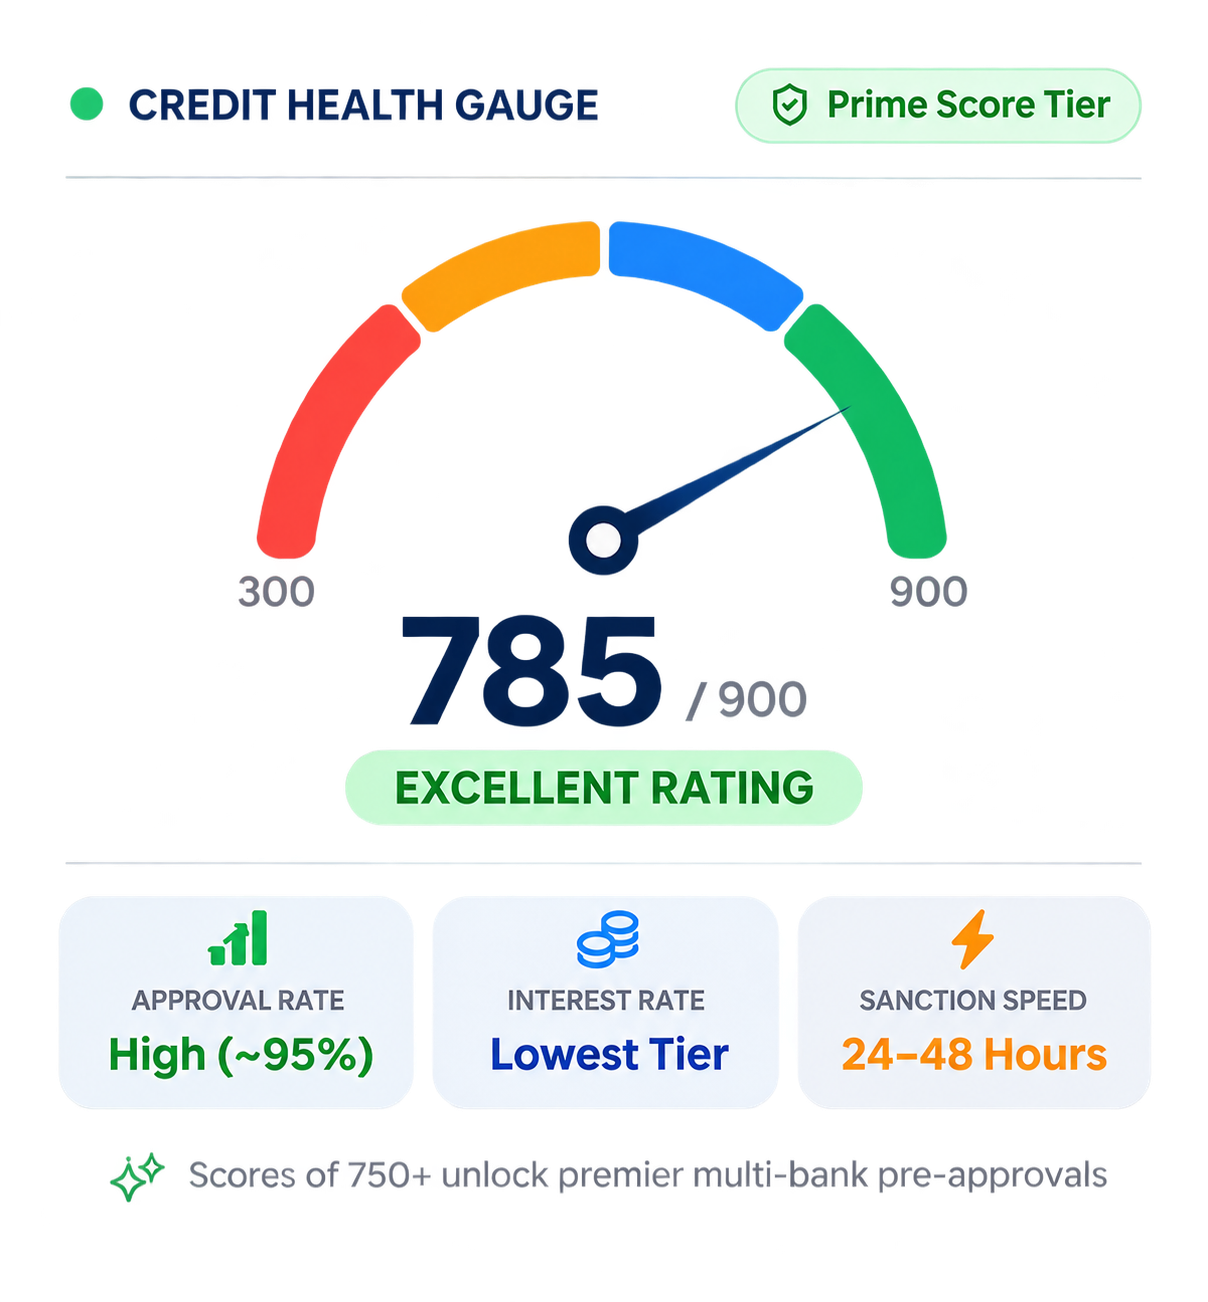 CREDIT HEALTH GAUGE
Prime Score Tier
300
900
785 / 900
EXCELLENT RATING
APPROVAL RATE
High (~95%)
INTEREST RATE
Lowest Tier
SANCTION SPEED
24–48 Hours
Scores of 750+ unlock premier multi-bank pre-approvals